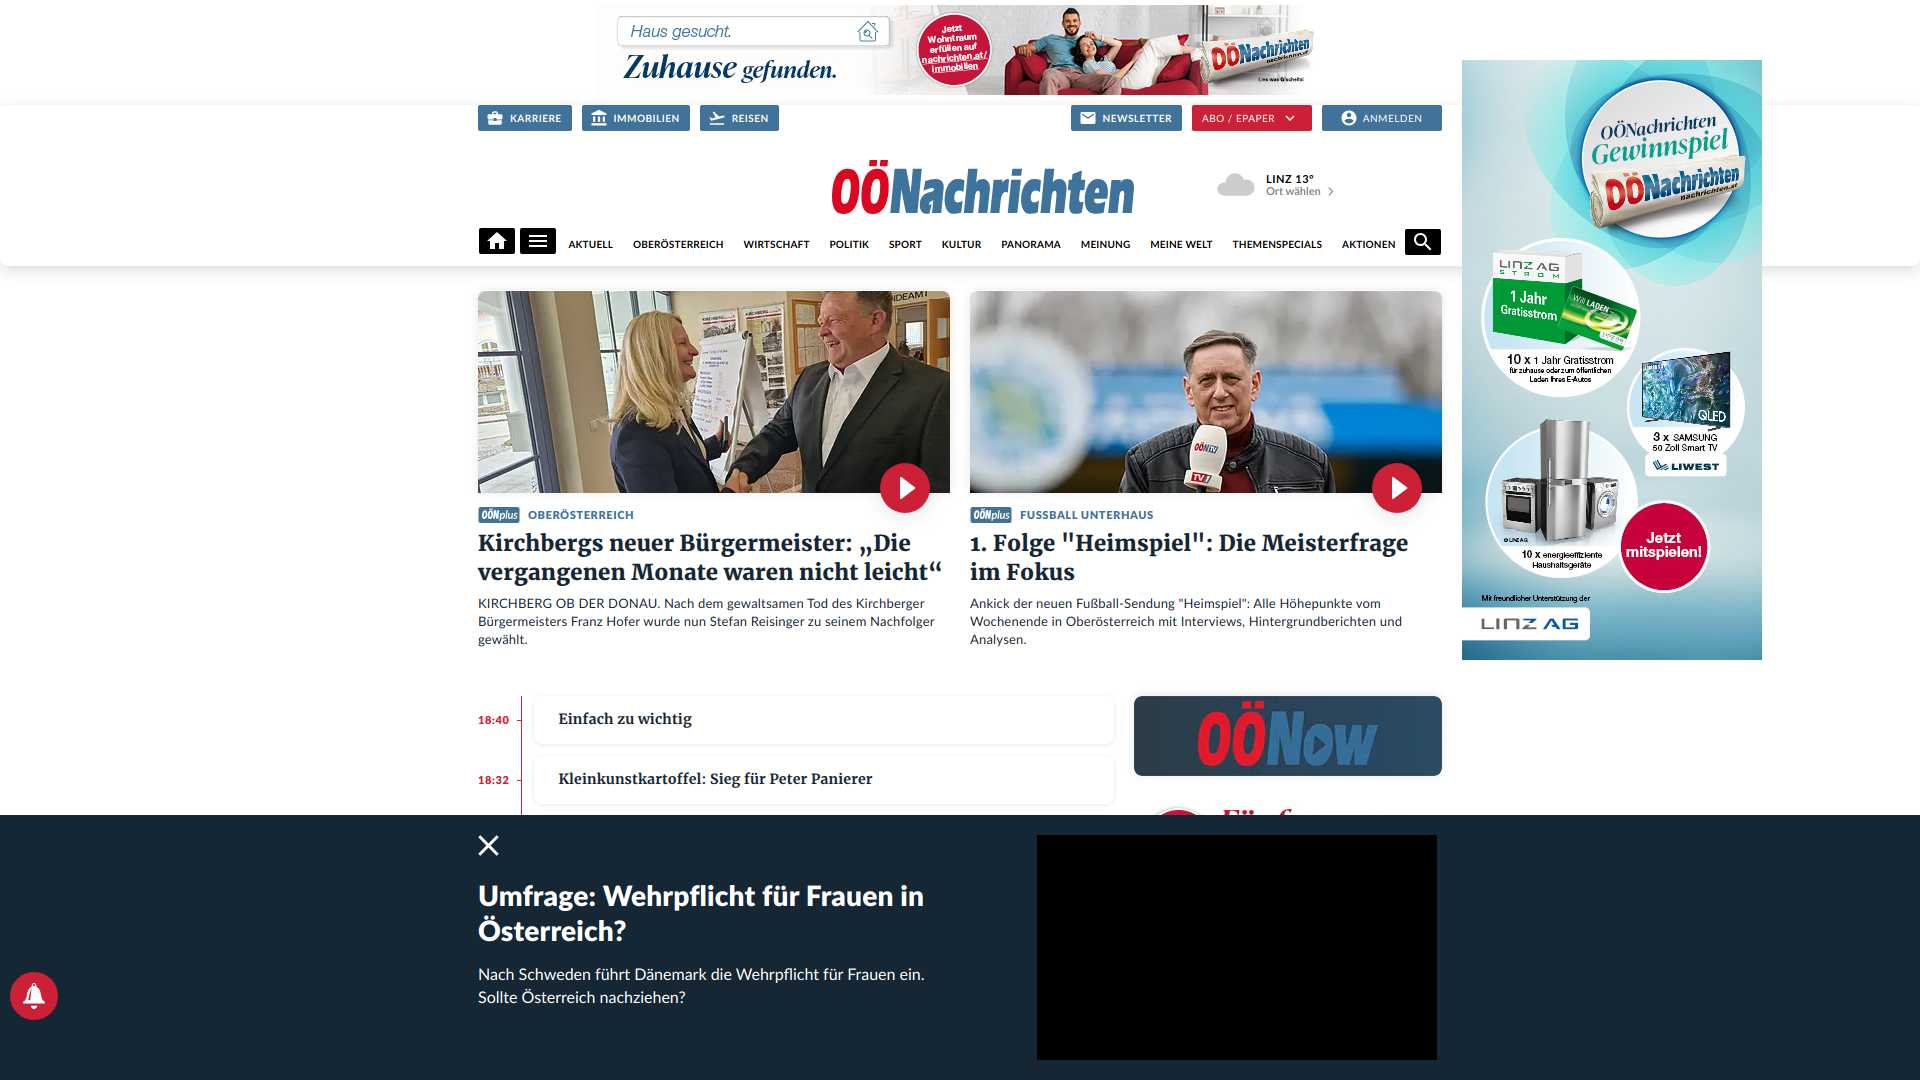 Haus gesucht.
Zuhause gefunden.
Jetzt
Wohntraum
erfüllen auf
nachrichten.at/
immobilien
OÖNachrichten
KARRIERE
IMMOBILIEN
REISEN
NEWSLETTER
ABO / EPAPER
ANMELDEN
OÖNachrichten
LINZ 13°
Ort wählen
AKTUELL
OBERÖSTERREICH
WIRTSCHAFT
POLITIK
SPORT
KULTUR
PANORAMA
MEINUNG
MEINE WELT
THEMENSPECIALS
AKTIONEN
OÖNachrichten
Gewinnspiel
OÖNachrichten
nachrichten.at
LINZ AG
STROM
1 Jahr
Gratisstrom
Will LADEN
10 x 1 Jahr Gratisstrom
für zuhause oder zum öffentlichen
Laden Ihres E-Autos
QLED
3 x SAMSUNG
50 Zoll Smart TV
LIWEST
© LINZ AG
10 x energieeffiziente
Haushaltsgeräte
Jetzt
mitspielen!
Mit freundlicher Unterstützung der
LINZ AG
OÖNplus OBERÖSTERREICH
Kirchbergs neuer Bürgermeister: „Die
vergangenen Monate waren nicht leicht“
KIRCHBERG OB DER DONAU. Nach dem gewaltsamen Tod des Kirchberger
Bürgermeisters Franz Hofer wurde nun Stefan Reisinger zu seinem Nachfolger
gewählt.
OÖNTV
TV1
OÖNplus FUSSBALL UNTERHAUS
1. Folge "Heimspiel": Die Meisterfrage
im Fokus
Ankick der neuen Fußball-Sendung "Heimspiel": Alle Höhepunkte vom
Wochenende in Oberösterreich mit Interviews, Hintergrundberichten und
Analysen.
18:40 Einfach zu wichtig
18:32 Kleinkunstkartoffel: Sieg für Peter Panierer
OÖNow
Umfrage: Wehrpflicht für Frauen in
Österreich?
Nach Schweden führt Dänemark die Wehrpflicht für Frauen ein.
Sollte Österreich nachziehen?